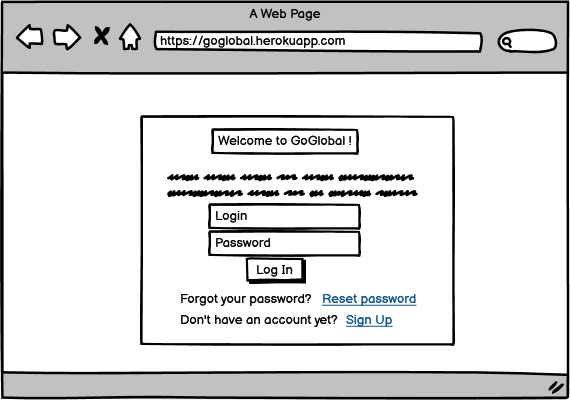 A Web Page
https://goglobal.herokuapp.com
Welcome to GoGlobal !
Login
Password
Log In
Forgot your password? Reset password
Don't have an account yet? Sign Up